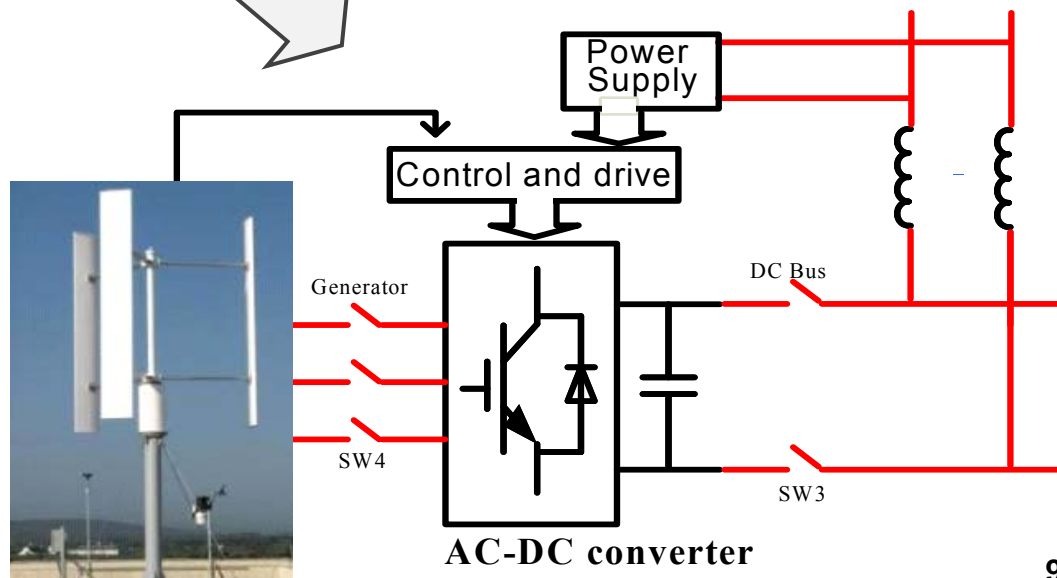 Power
Supply
Control and drive
Generator
DC Bus
SW4
SW3
AC-DC converter